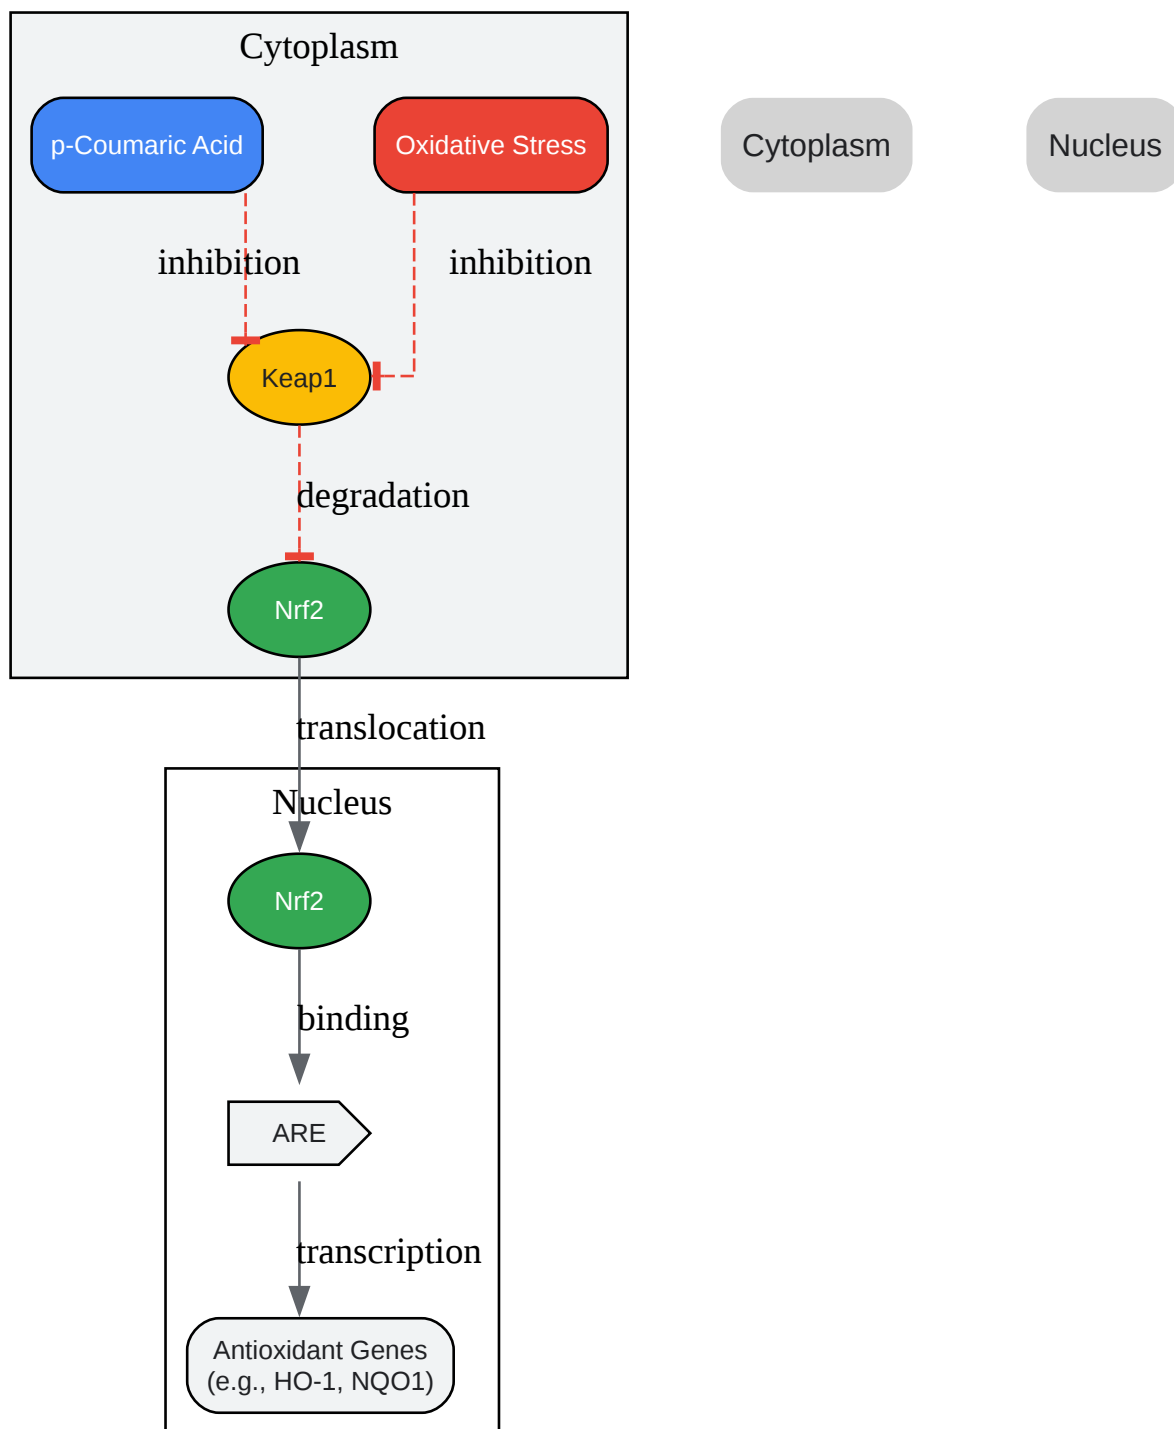 Cytoplasm
p-Coumaric Acid
Oxidative Stress
Cytoplasm
Nucleus
inhibition
inhibition
Keap1
degradation
Nrf2
translocation
Nucleus
Nrf2
binding
ARE
transcription
Antioxidant Genes
(e.g., HO-1, NQO1)